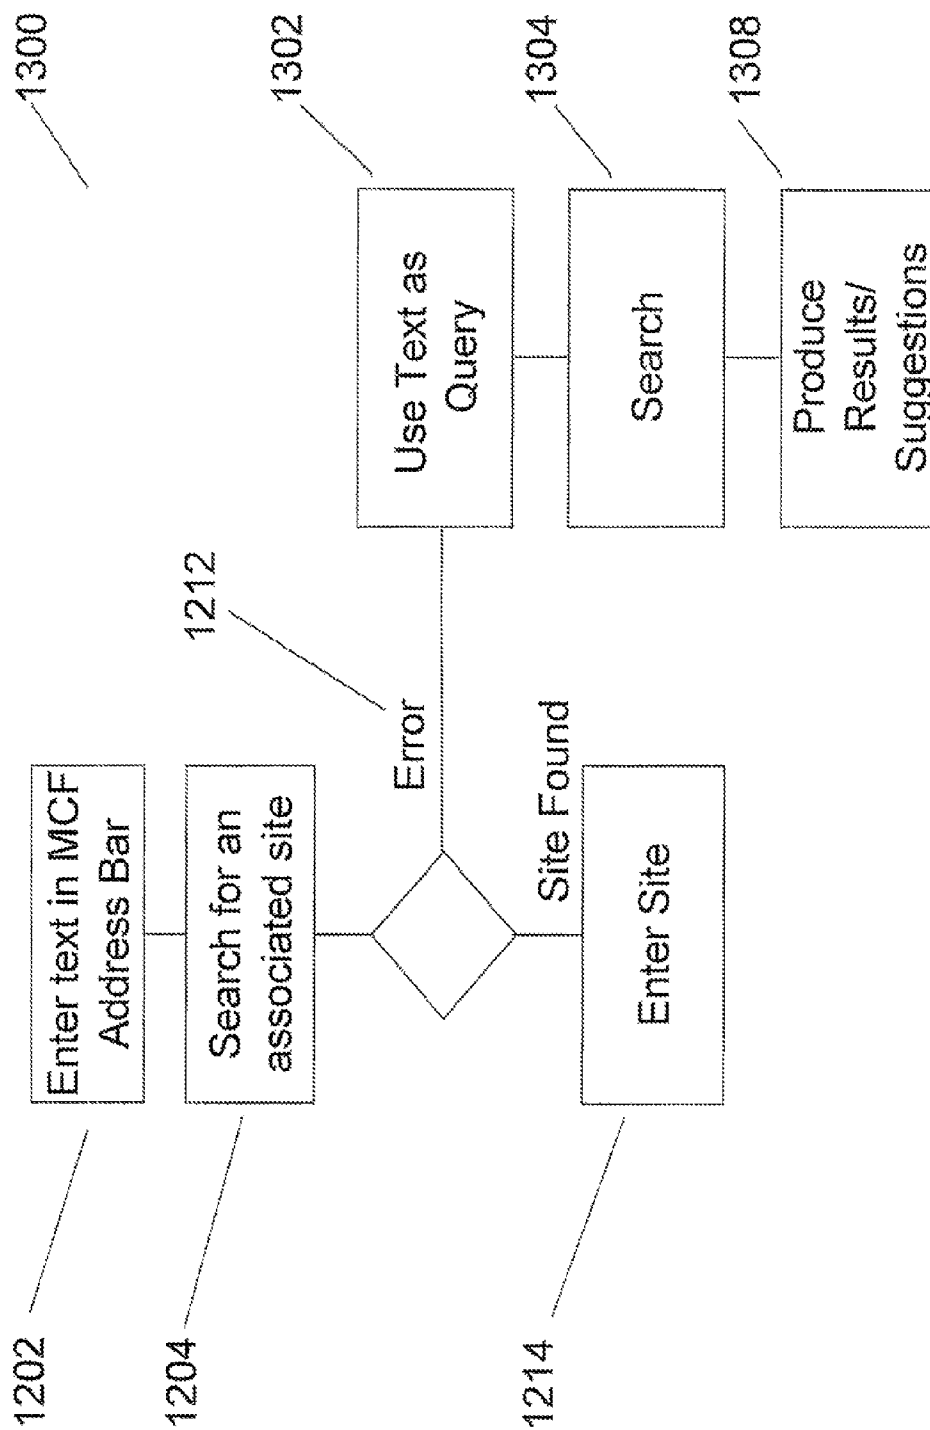 1300
1202
Enter text in MCF
Address Bar
1204
Search for an
associated site
1212
Error
Site Found
1214
Enter Site
1302
Use Text as
Query
1304
Search
1308
Produce
Results/
Suggestions